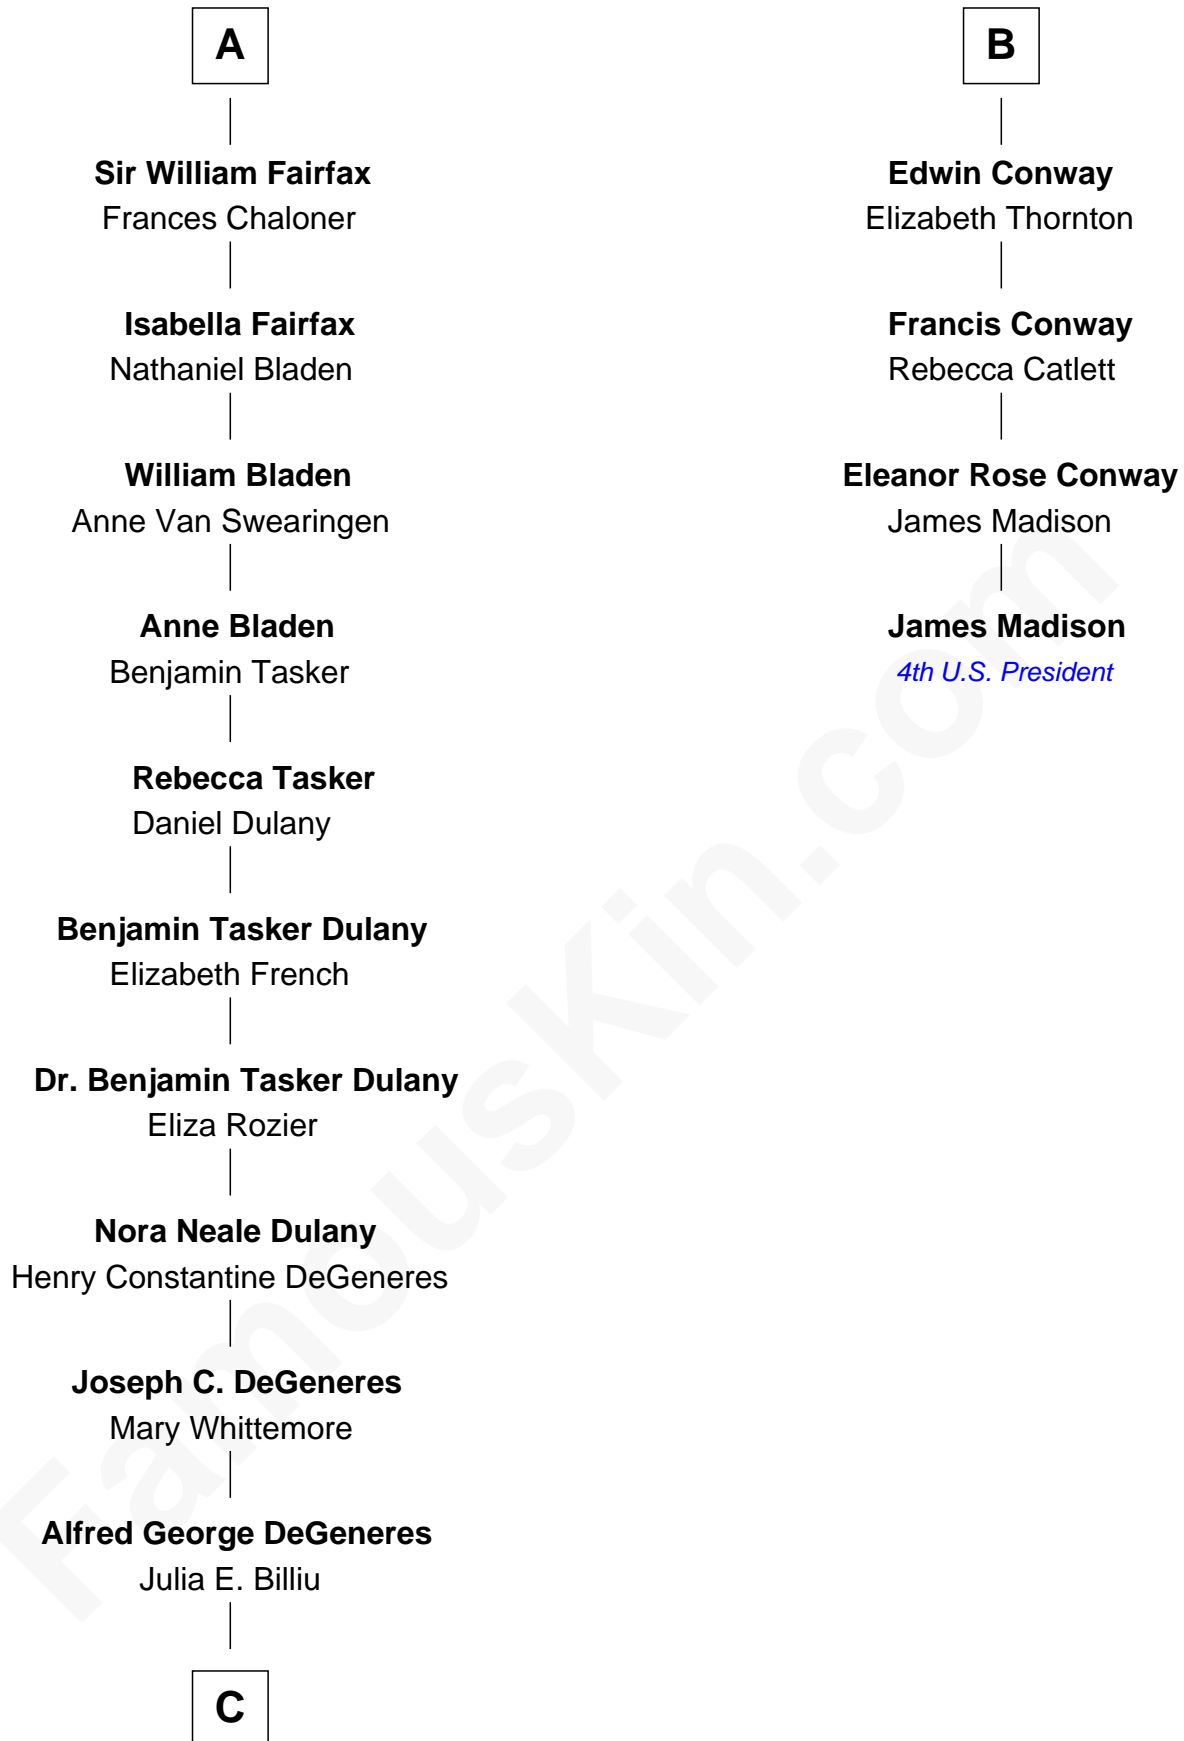 A
Sir William Fairfax
Frances Chaloner
Isabella Fairfax
Nathaniel Bladen
William Bladen
Anne Van Swearingen
Anne Bladen
Benjamin Tasker
Rebecca Tasker
Daniel Dulany
Benjamin Tasker Dulany
Elizabeth French
Dr. Benjamin Tasker Dulany
Eliza Rozier
Nora Neale Dulany
Henry Constantine DeGeneres
Joseph C. DeGeneres
Mary Whittemore
Alfred George DeGeneres
Julia E. Billiu
C
B
Edwin Conway
Elizabeth Thornton
Francis Conway
Rebecca Catlett
Eleanor Rose Conway
James Madison
James Madison
4th U.S. President
FamousKin.com